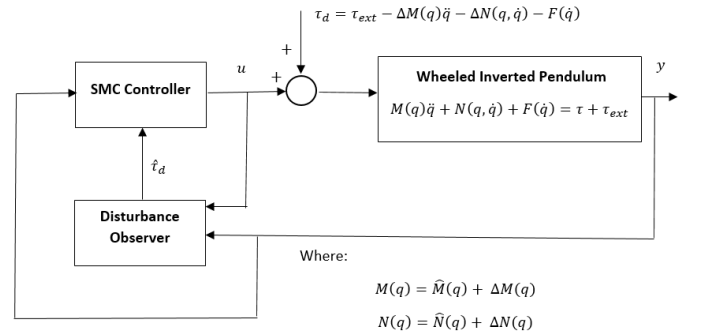 τ_d = τ_ext − ΔM(q)q̈ − ΔN(q, q̇) − F(q̇)
+
u
+
y
SMC Controller
Wheeled Inverted Pendulum
M(q)q̈ + N(q, q̇) + F(q̇) = τ + τ_ext
τ̂_d
Disturbance
Observer
Where:
M(q) = M̂(q) + ΔM(q)
N(q) = N̂(q) + ΔN(q)